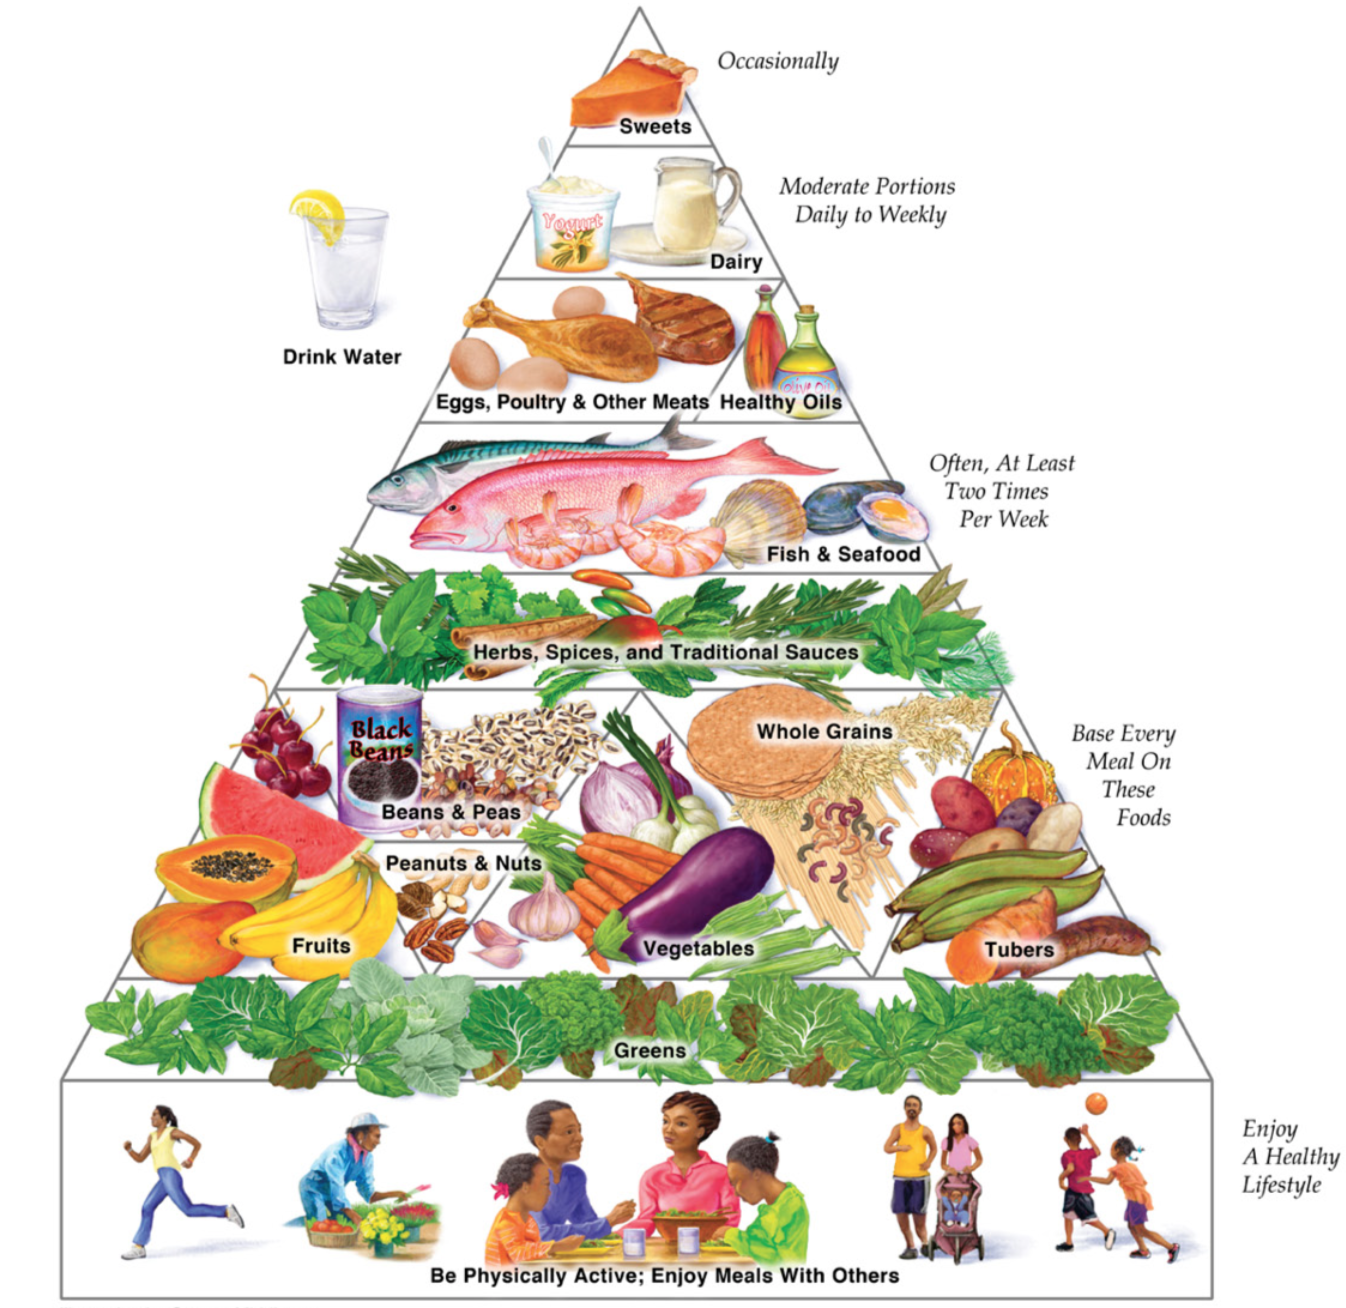 Occasionally
Sweets
Moderate Portions
Daily to Weekly
Yogurt
Dairy
Drink Water
Olive Oil
Eggs, Poultry & Other Meats
Healthy Oils
Often, At Least
Two Times
Per Week
Fish & Seafood
Herbs, Spices, and Traditional Sauces
Black
Beans
Whole Grains
Base Every
Meal On
These
Foods
Beans & Peas
Peanuts & Nuts
Fruits
Vegetables
Tubers
Greens
Enjoy
A Healthy
Lifestyle
Be Physically Active; Enjoy Meals With Others